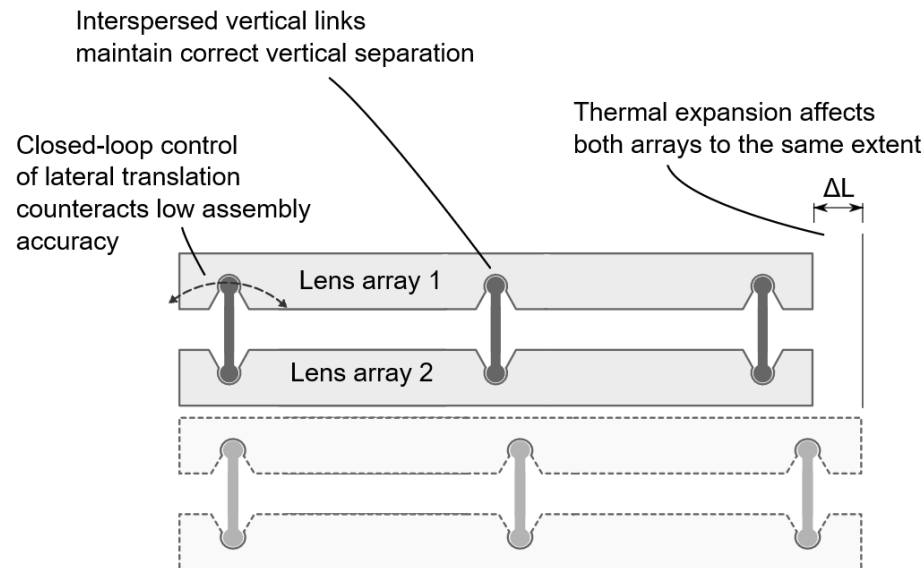 Interspersed vertical links
maintain correct vertical separation
Thermal expansion affects
both arrays to the same extent
Closed-loop control
of lateral translation
counteracts low assembly
accuracy
ΔL
Lens array 1
Lens array 2